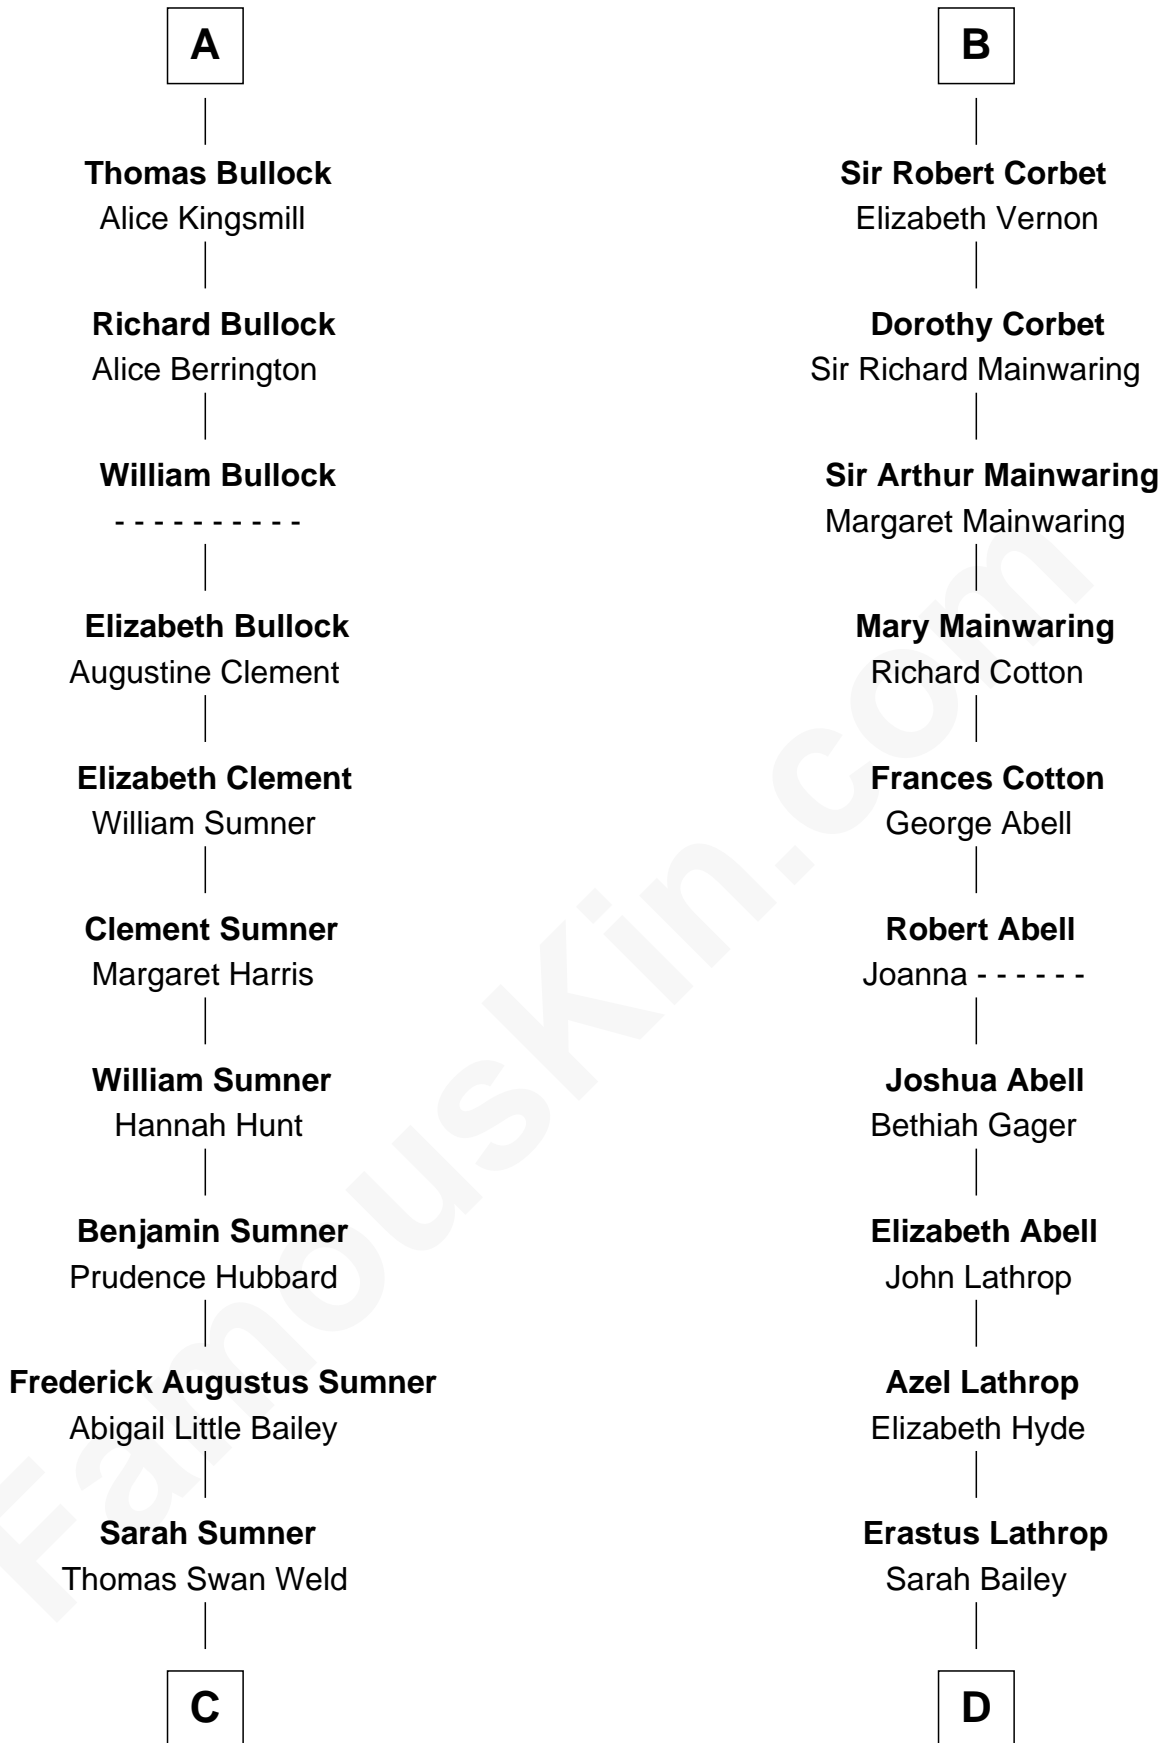 A
Thomas Bullock
Alice Kingsmill
Richard Bullock
Alice Berrington
William Bullock
- - - - - - - - - -
Elizabeth Bullock
Augustine Clement
Elizabeth Clement
William Sumner
Clement Sumner
Margaret Harris
William Sumner
Hannah Hunt
Benjamin Sumner
Prudence Hubbard
Frederick Augustus Sumner
Abigail Little Bailey
Sarah Sumner
Thomas Swan Weld
C
B
Sir Robert Corbet
Elizabeth Vernon
Dorothy Corbet
Sir Richard Mainwaring
Sir Arthur Mainwaring
Margaret Mainwaring
Mary Mainwaring
Richard Cotton
Frances Cotton
George Abell
Robert Abell
Joanna - - - - - -
Joshua Abell
Bethiah Gager
Elizabeth Abell
John Lathrop
Azel Lathrop
Elizabeth Hyde
Erastus Lathrop
Sarah Bailey
D
FamousKin.com